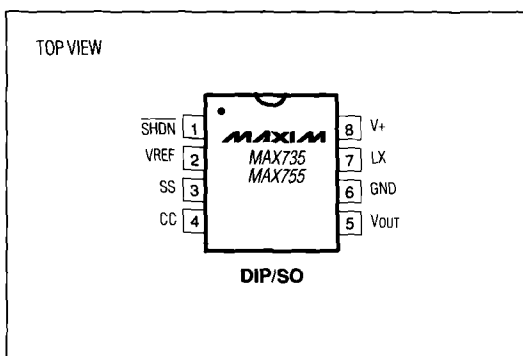 TOP VIEW
SHDN 1
VREF 2
SS 3
CC 4
MAXIM
MAX735
MAX755
8 V+
7 LX
6 GND
5 VOUT
DIP/SO